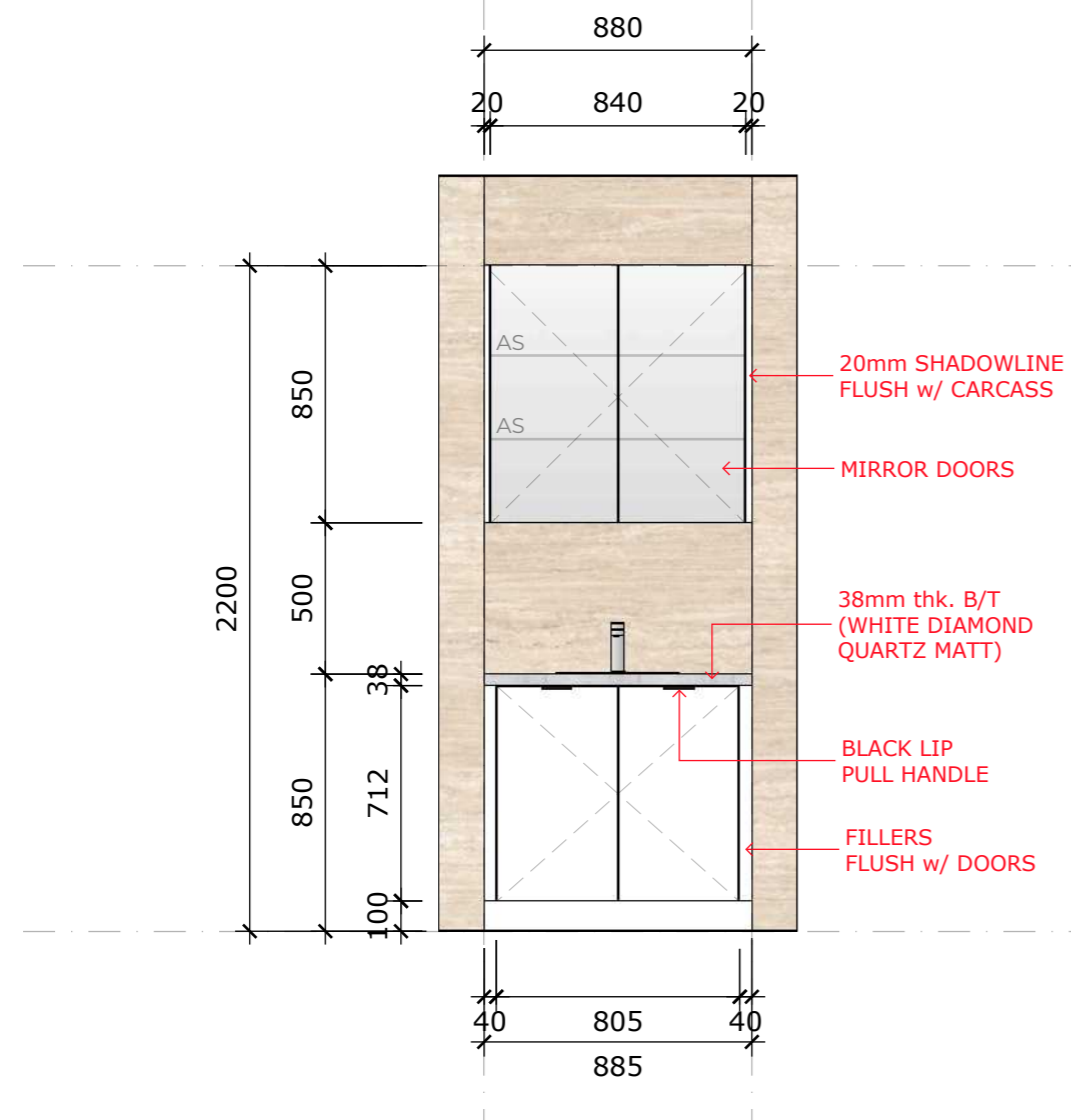 880
20 840 20
20mm SHADOWLINE
FLUSH w/ CARCASS
AS
850
AS
MIRROR DOORS
2200
500
38mm thk. B/T
(WHITE DIAMOND
QUARTZ MATT)
38
BLACK LIP
PULL HANDLE
712
850
FILLERS
FLUSH w/ DOORS
100
40 805 40
885